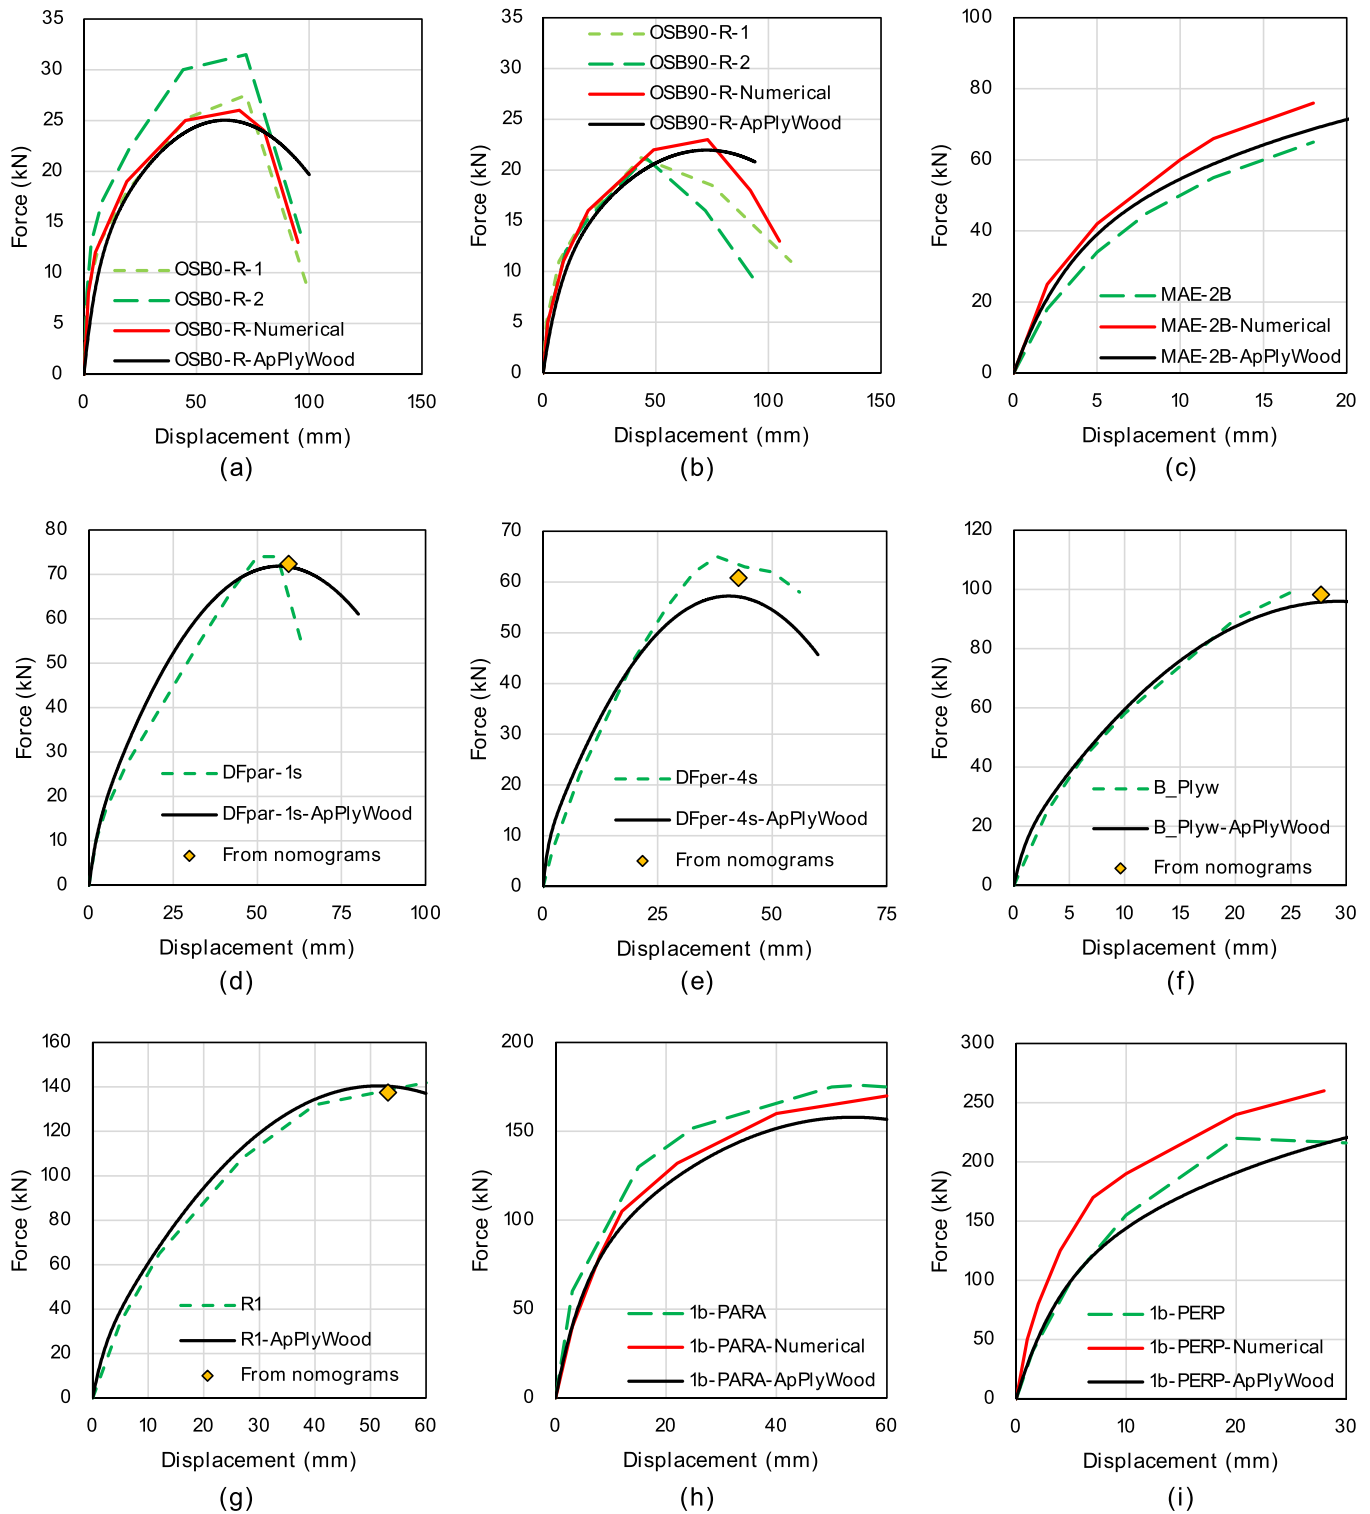 35
30
25
20
15
10
5
0
Force (kN)
OSB0-R-1
OSB0-R-2
OSB0-R-Numerical
OSB0-R-ApPlyWood
0 50 100 150
Displacement (mm)
(a)
35
30
25
20
15
10
5
0
Force (kN)
OSB90-R-1
OSB90-R-2
OSB90-R-Numerical
OSB90-R-ApPlyWood
0 50 100 150
Displacement (mm)
(b)
100
80
60
40
20
0
Force (kN)
MAE-2B
MAE-2B-Numerical
MAE-2B-ApPlyWood
0 5 10 15 20
Displacement (mm)
(c)
80
70
60
50
40
30
20
10
0
Force (kN)
DFpar-1s
DFpar-1s-ApPlyWood
From nomograms
0 25 50 75 100
Displacement (mm)
(d)
70
60
50
40
30
20
10
0
Force (kN)
DFper-4s
DFper-4s-ApPlyWood
From nomograms
0 25 50 75
Displacement (mm)
(e)
120
100
80
60
40
20
0
Force (kN)
B_Plyw
B_Plyw-ApPlyWood
From nomograms
0 5 10 15 20 25 30
Displacement (mm)
(f)
160
140
120
100
80
60
40
20
0
Force (kN)
R1
R1-ApPlyWood
From nomograms
0 10 20 30 40 50 60
Displacement (mm)
(g)
200
150
100
50
0
Force (kN)
1b-PARA
1b-PARA-Numerical
1b-PARA-ApPlyWood
0 20 40 60
Displacement (mm)
(h)
300
250
200
150
100
50
0
Force (kN)
1b-PERP
1b-PERP-Numerical
1b-PERP-ApPlyWood
0 10 20 30
Displacement (mm)
(i)